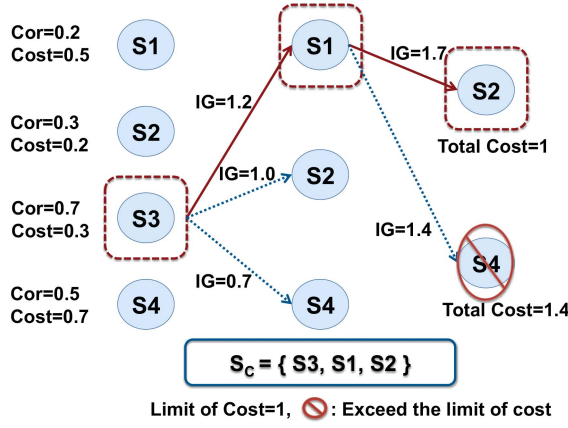 Cor=0.2
Cost=0.5
S1
S1
IG=1.7
S2
Total Cost=1
IG=1.2
Cor=0.3
Cost=0.2
S2
IG=1.0
S2
Cor=0.7
Cost=0.3
S3
IG=1.4
S4
Total Cost=1.4
IG=0.7
Cor=0.5
Cost=0.7
S4
S4
SC = { S3, S1, S2 }
Limit of Cost=1, : Exceed the limit of cost